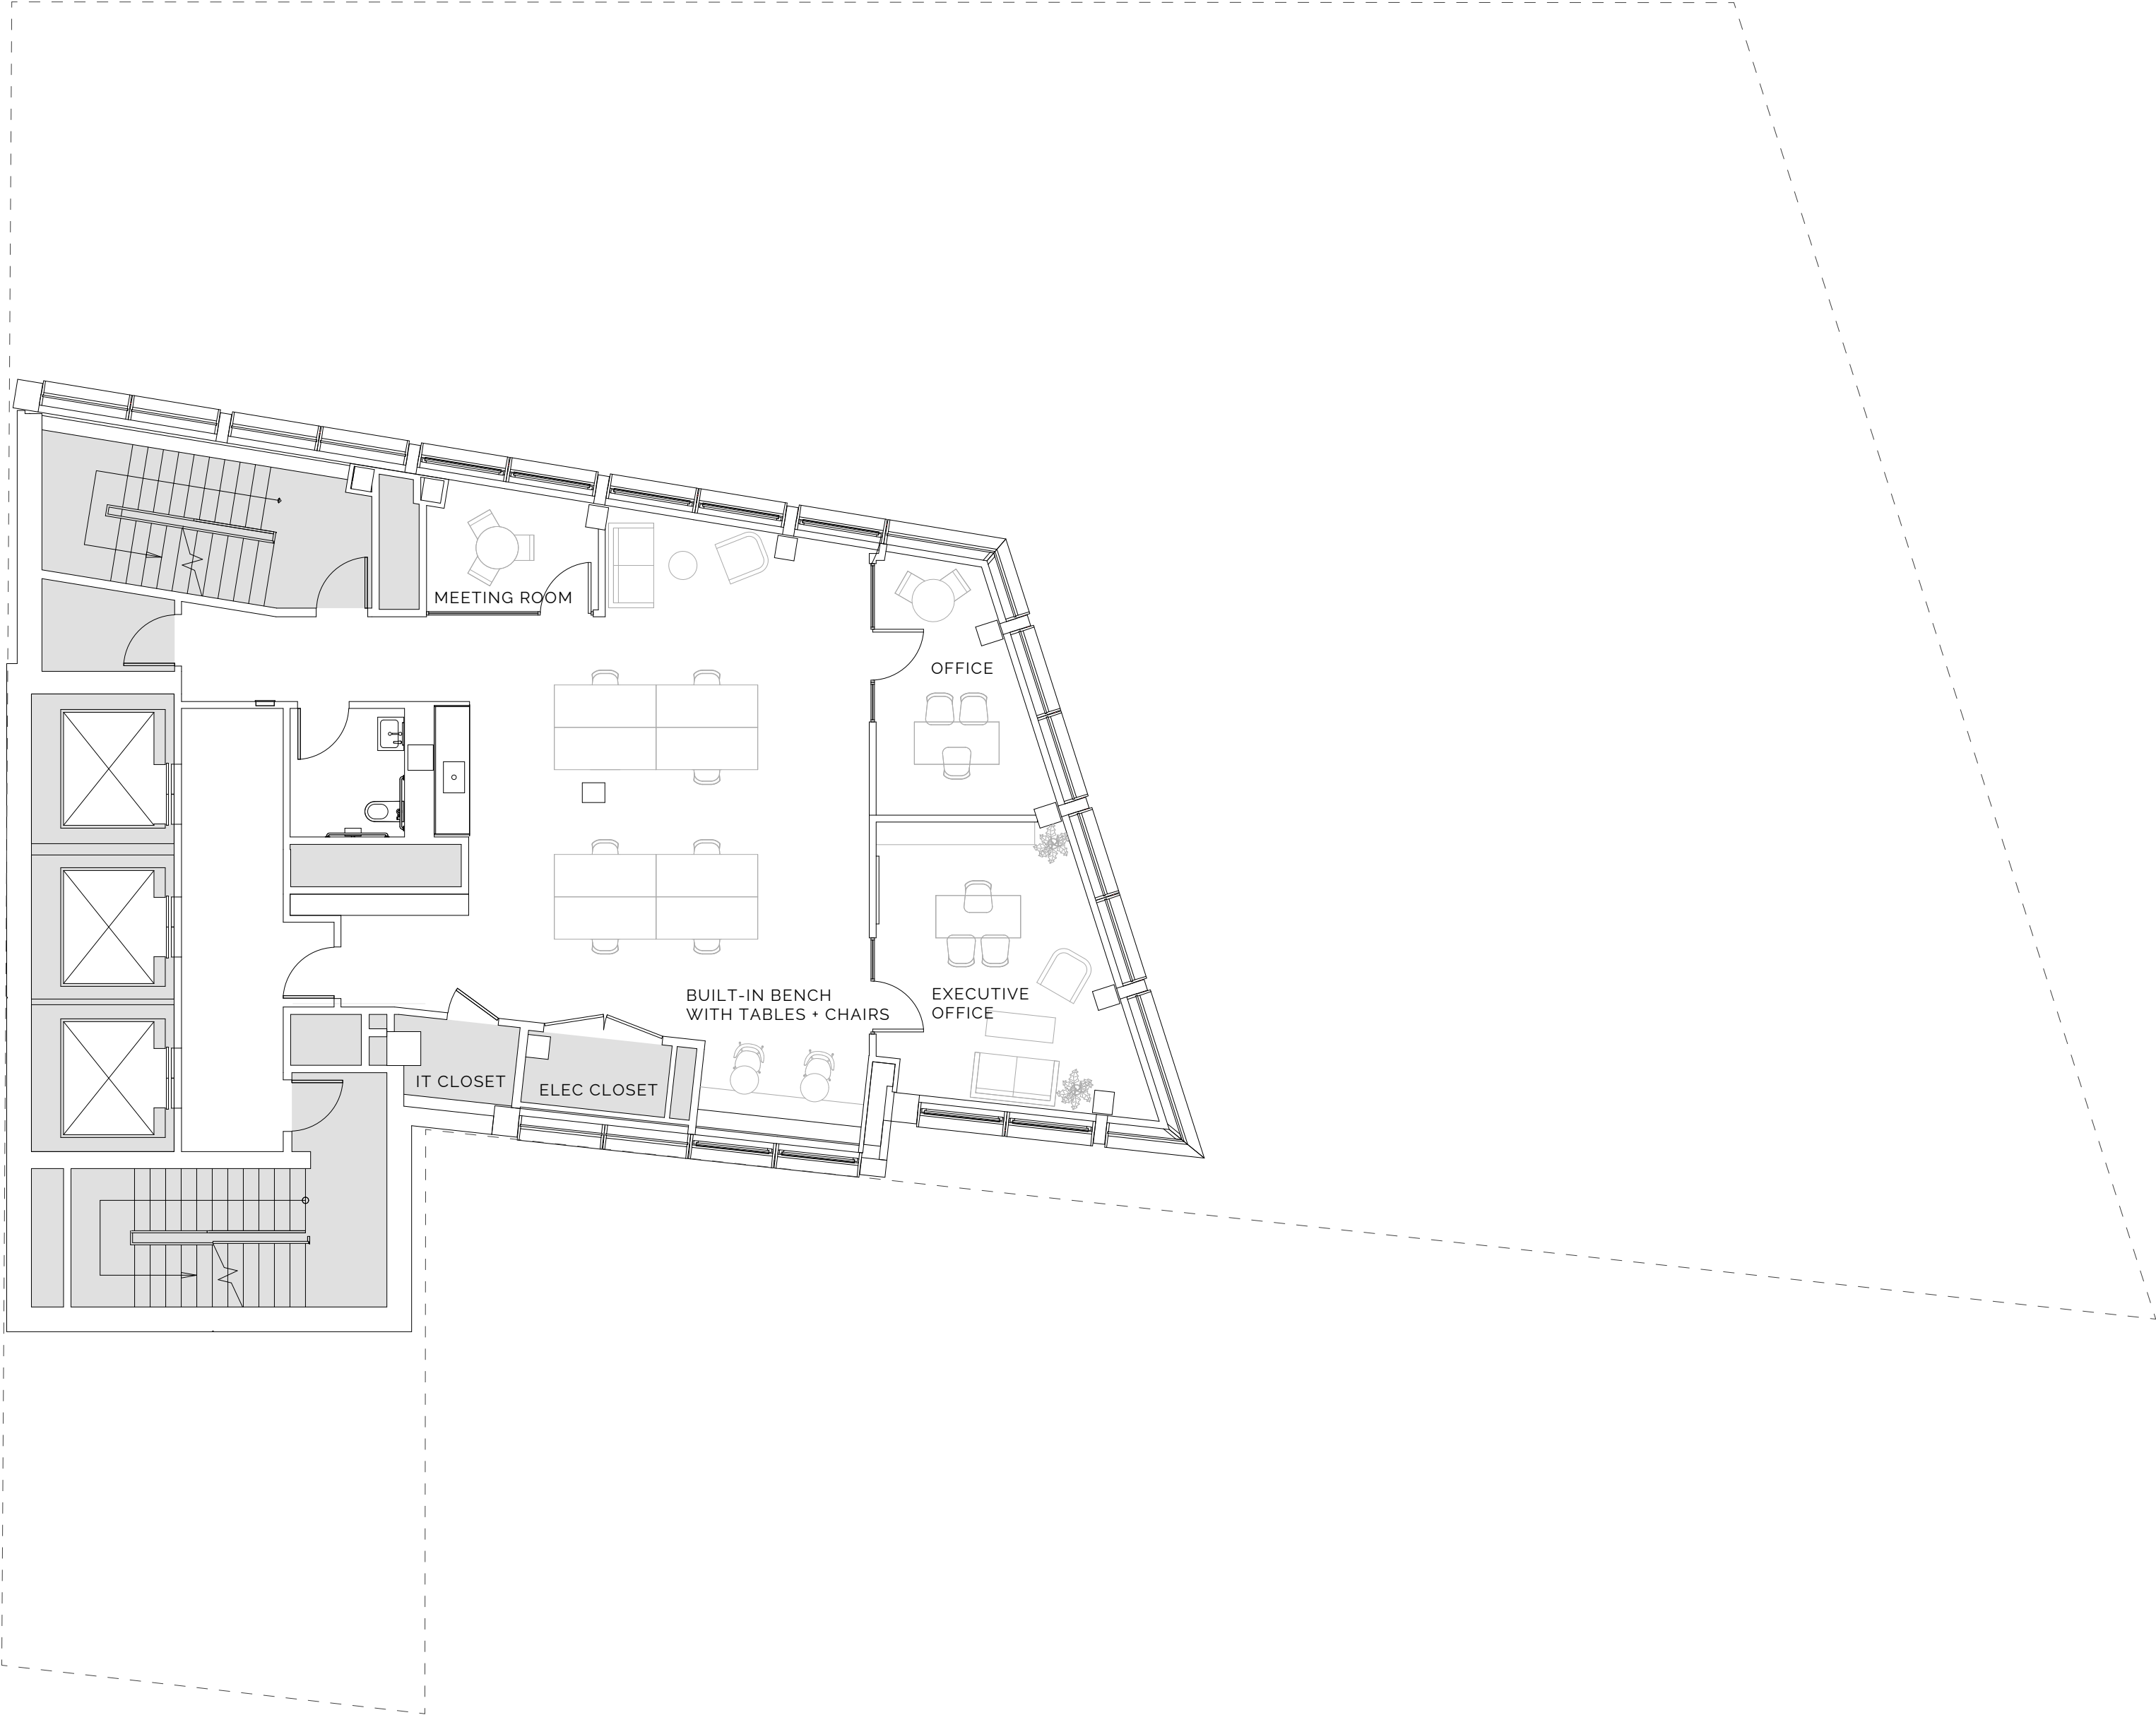 MEETING ROOM
OFFICE
BUILT-IN BENCH
WITH TABLES + CHAIRS
EXECUTIVE
OFFICE
IT CLOSET
ELEC CLOSET